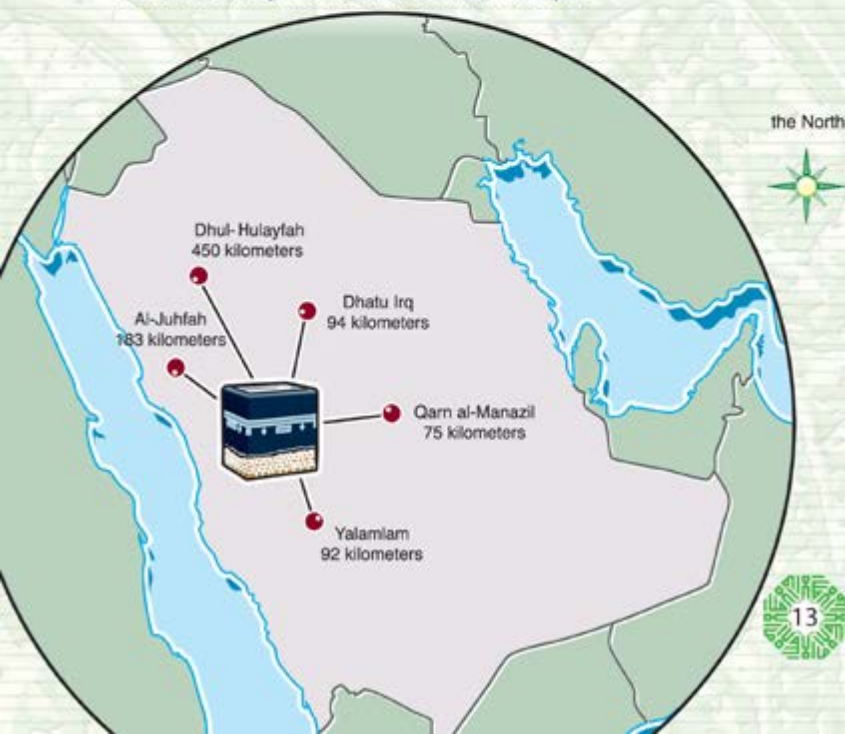 the North
Dhul-Hulayfah
450 kilometers
Dhatu Irq
94 kilometers
Al-Juhfah
183 kilometers
Qarn al-Manazil
75 kilometers
Yalamlam
92 kilometers
13